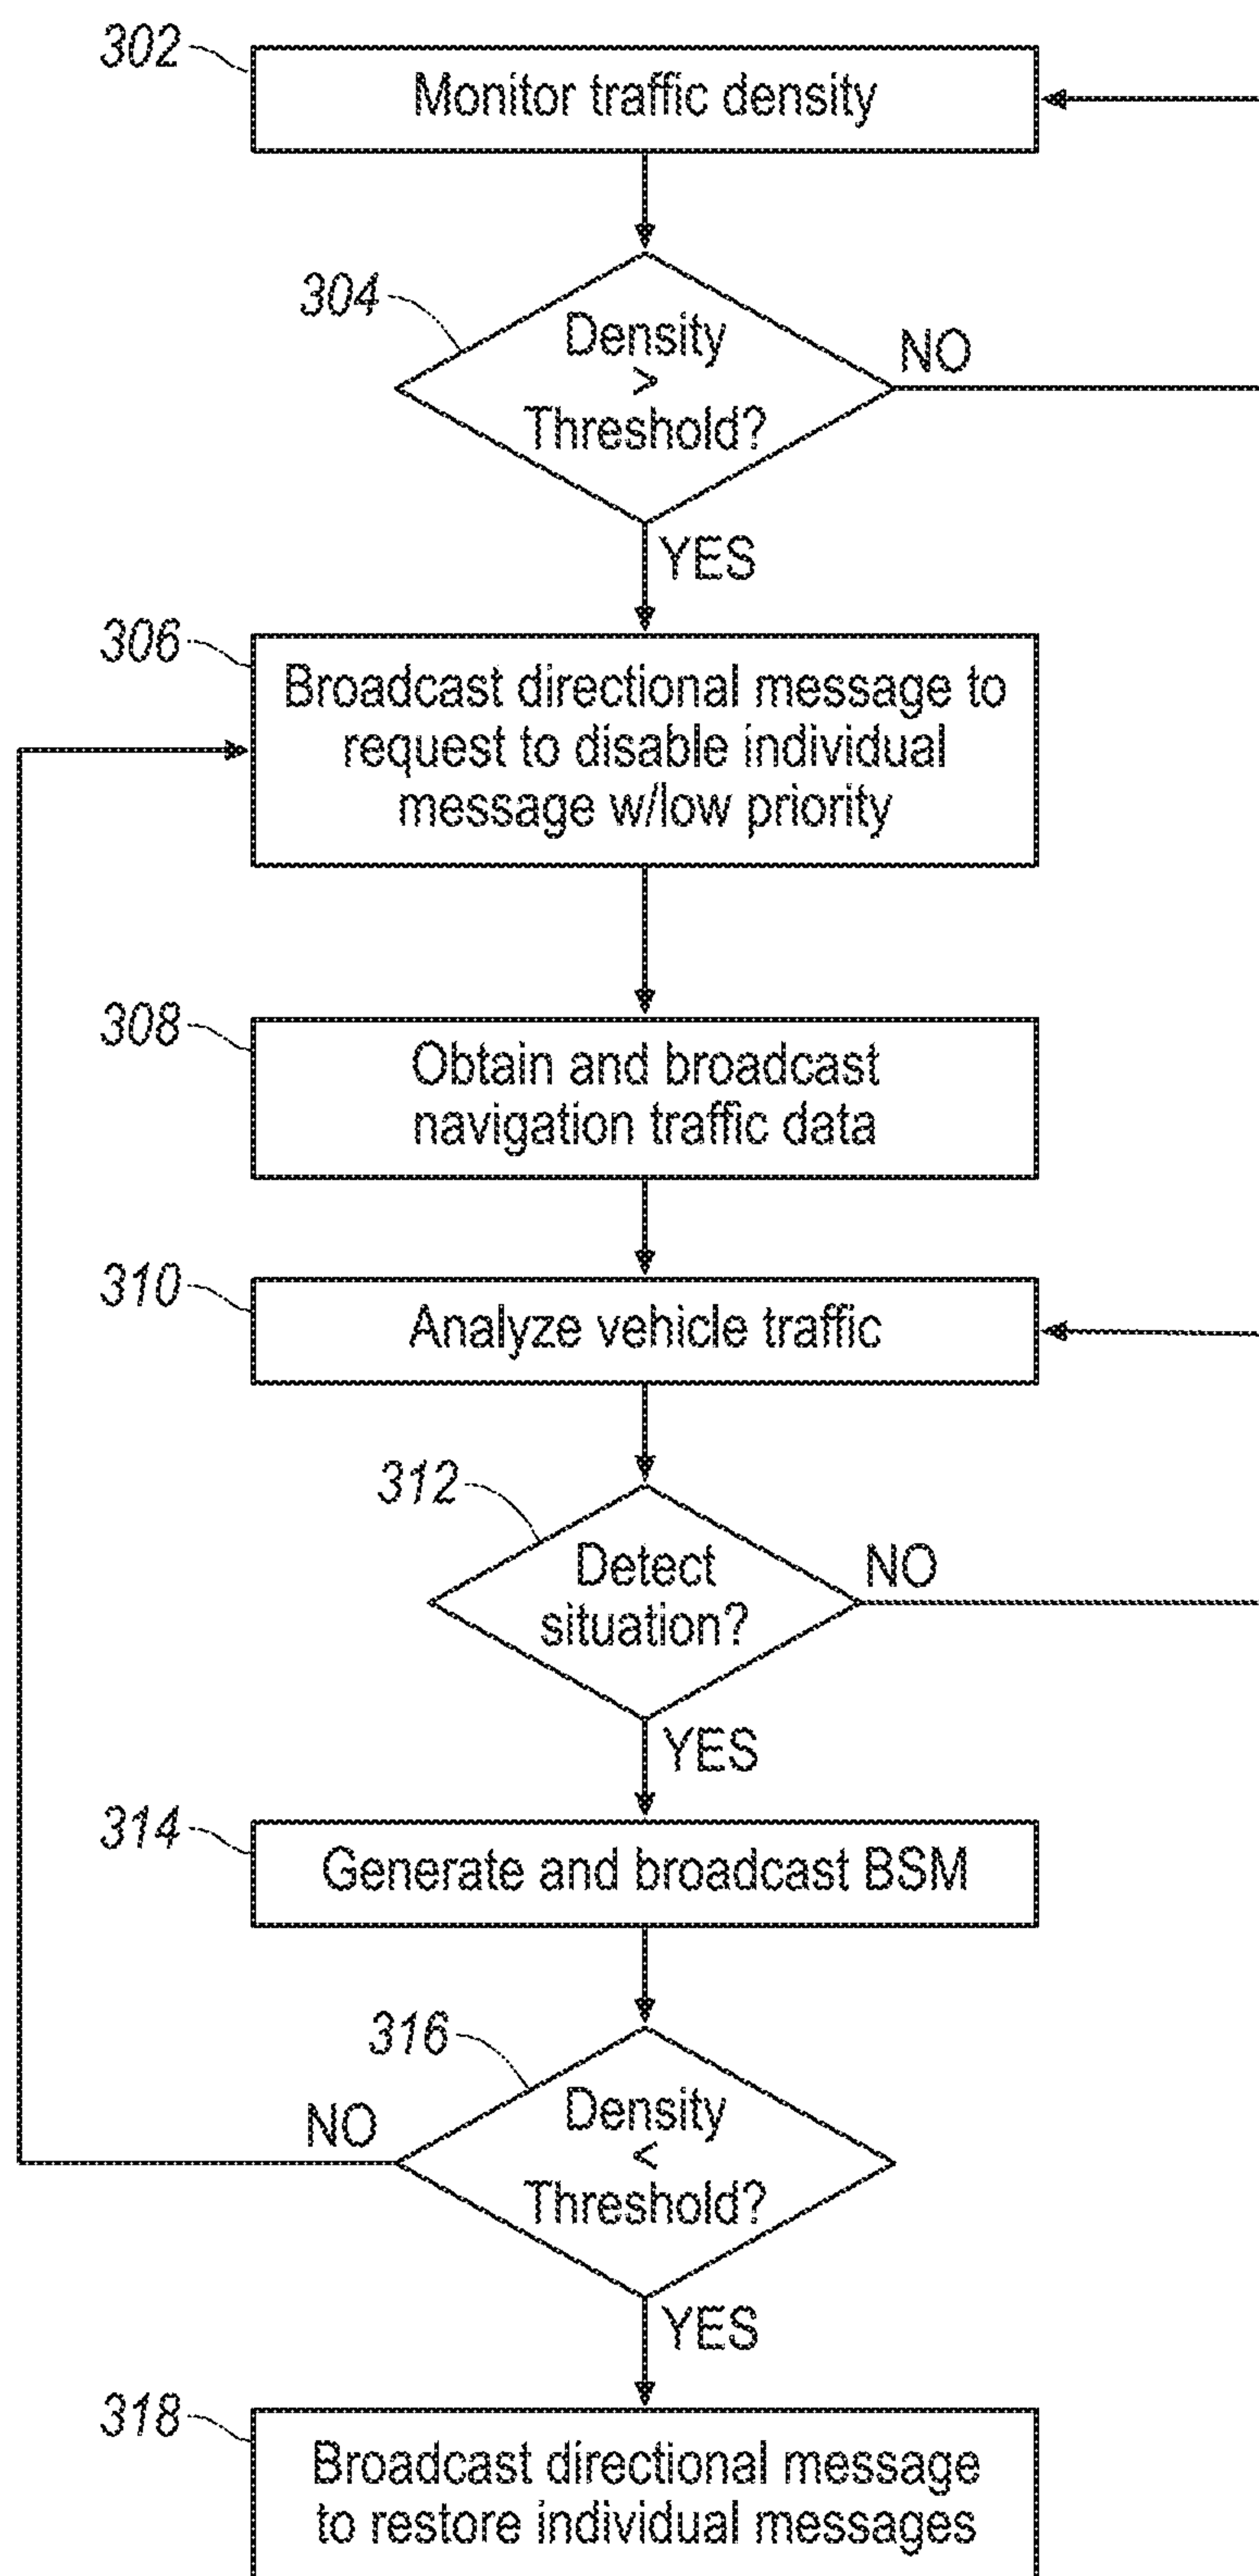 302
Monitor traffic density
304
Density
>
Threshold?
NO
YES
306
Broadcast directional message to
request to disable individual
message w/low priority
308
Obtain and broadcast
navigation traffic data
310
Analyze vehicle traffic
312
Detect
situation?
NO
YES
314
Generate and broadcast BSM
316
Density
<
Threshold?
NO
YES
318
Broadcast directional message
to restore individual messages